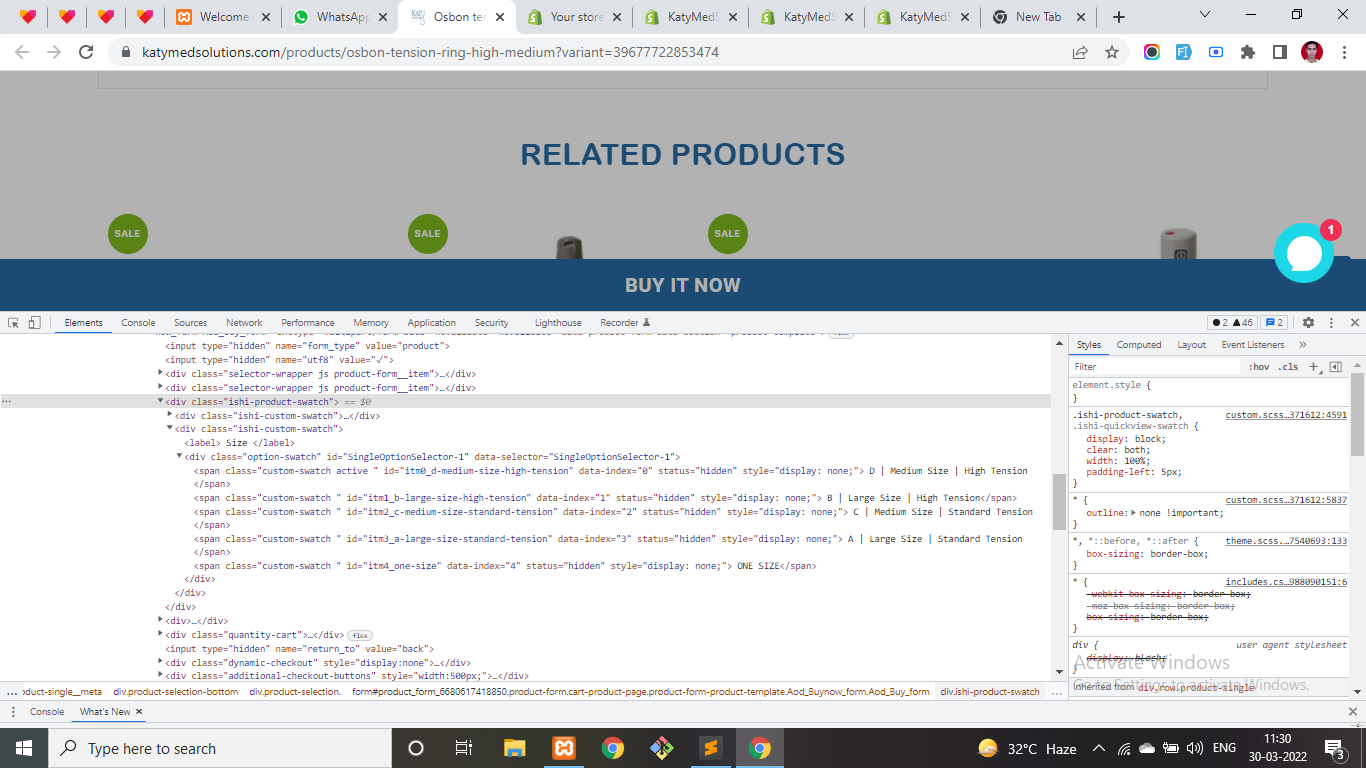 Welcome
WhatsApp
Osbon ten
Your store
KatyMedS
KatyMedS
KatyMedS
New Tab
katymedsolutions.com/products/osbon-tension-ring-high-medium?variant=39677722853474
RELATED PRODUCTS
SALE
SALE
SALE
1
BUY IT NOW
Elements Console Sources Network Performance Memory Application Security Lighthouse Recorder
2 46 2
<input type="hidden" name="form_type" value="product">
<input type="hidden" name="utf8" value="✓">
<div class="selector-wrapper js product-form__item">…</div>
<div class="selector-wrapper js product-form__item">…</div>
<div class="ishi-product-swatch"> == $0
<div class="ishi-custom-swatch">…</div>
<div class="ishi-custom-swatch">
<label> Size </label>
<div class="option-swatch" id="SingleOptionSelector-1" data-selector="SingleOptionSelector-1">
<span class="custom-swatch active " id="itm0_d-medium-size-high-tension" data-index="0" status="hidden" style="display: none;"> D | Medium Size | High Tension
</span>
<span class="custom-swatch " id="itm1_b-large-size-high-tension" data-index="1" status="hidden" style="display: none;"> B | Large Size | High Tension</span>
<span class="custom-swatch " id="itm2_c-medium-size-standard-tension" data-index="2" status="hidden" style="display: none;"> C | Medium Size | Standard Tension
</span>
<span class="custom-swatch " id="itm3_a-large-size-standard-tension" data-index="3" status="hidden" style="display: none;"> A | Large Size | Standard Tension
</span>
<span class="custom-swatch " id="itm4_one-size" data-index="4" status="hidden" style="display: none;"> ONE SIZE</span>
</div>
</div>
</div>
<div>…</div>
<div class="quantity-cart">…</div> flex
<input type="hidden" name="return_to" value="back">
<div class="dynamic-checkout" style="display:none">…</div>
<div class="additional-checkout-buttons" style="width:500px;">…</div>
… oduct-single__meta div.product-selection-bottom div.product-selection. form#product_form_6680617418850.product-form.cart-product-page.product-form-product-template.Aod_Buynow_form.Aod_Buy_form div.ishi-product-swatch …
Styles Computed Layout Event Listeners »
Filter :hov .cls +
element.style {
}
.ishi-product-swatch, custom.scss…371612:4591
.ishi-quickview-swatch {
display: block;
clear: both;
width: 100%;
padding-left: 5px;
}
* { custom.scss…371612:5837
outline: none !important;
}
*, *::before, *::after { theme.scss.…7540693:133
box-sizing: border-box;
}
* { includes.cs…988090151:6
-webkit-box-sizing: border-box;
-moz-box-sizing: border-box;
box-sizing: border-box;
}
div { user agent stylesheet
display: block;
}
Inherited from div.row.product-single
Activate Windows
Go to Settings to activate Windows.
Console What's New
Type here to search
32°C Haze
ENG
11:30
30-03-2022
3